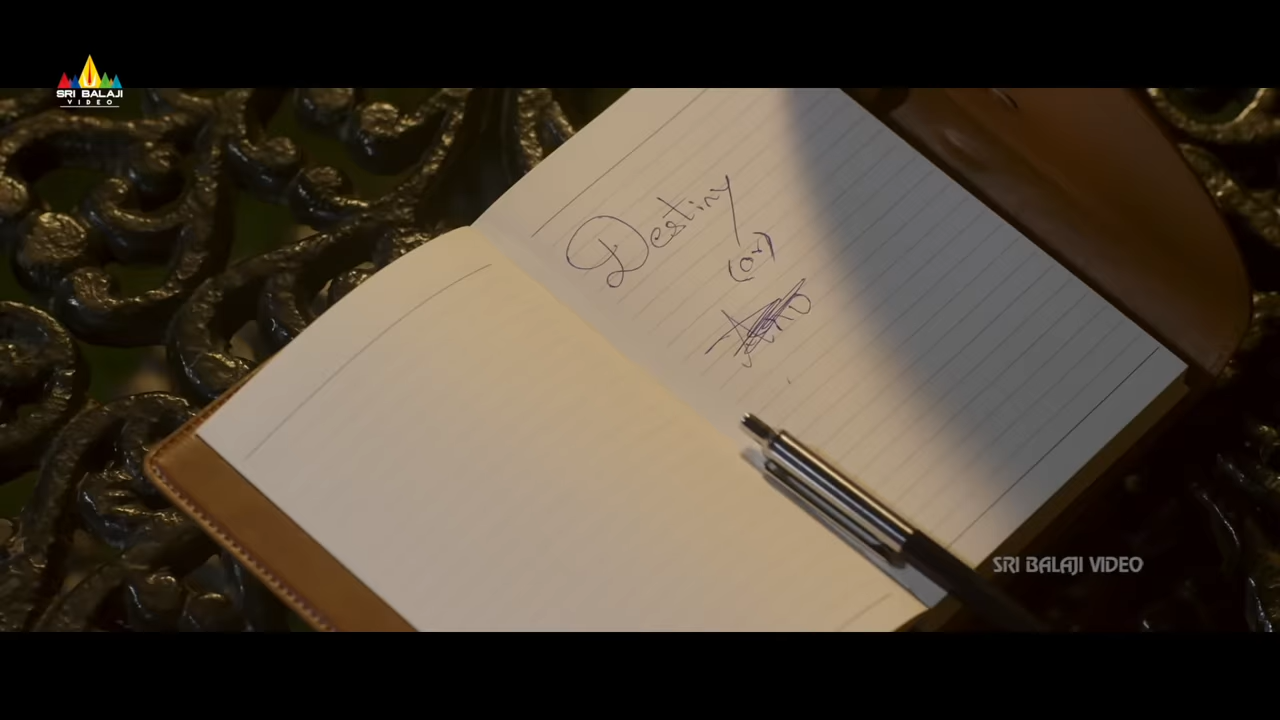 SRI BALAJI
VIDEO
Destiny
(or)
SRI BALAJI VIDEO